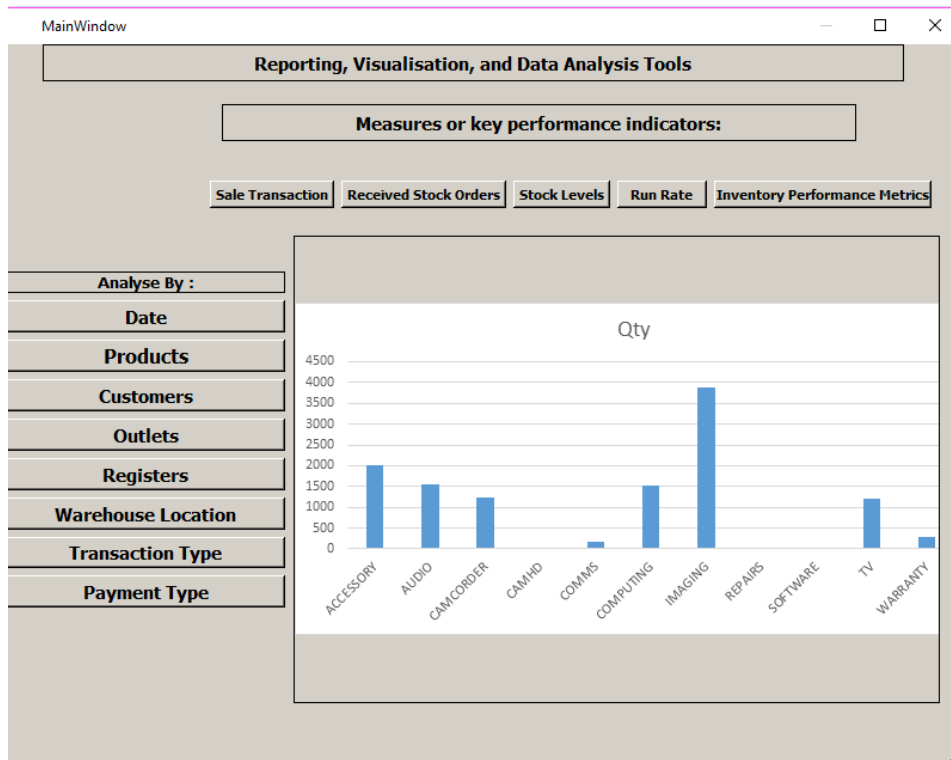 MainWindow
Reporting, Visualisation, and Data Analysis Tools
Measures or key performance indicators:
Sale Transaction Received Stock Orders Stock Levels Run Rate Inventory Performance Metrics
Analyse By :
Date
Products
Customers
Outlets
Registers
Warehouse Location
Transaction Type
Payment Type
Qty
4500
4000
3500
3000
2500
2000
1500
1000
500
0
ACCESSORY AUDIO CAMCORDER CAMHD COMMS COMPUTING IMAGING REPAIRS SOFTWARE TV WARRANTY